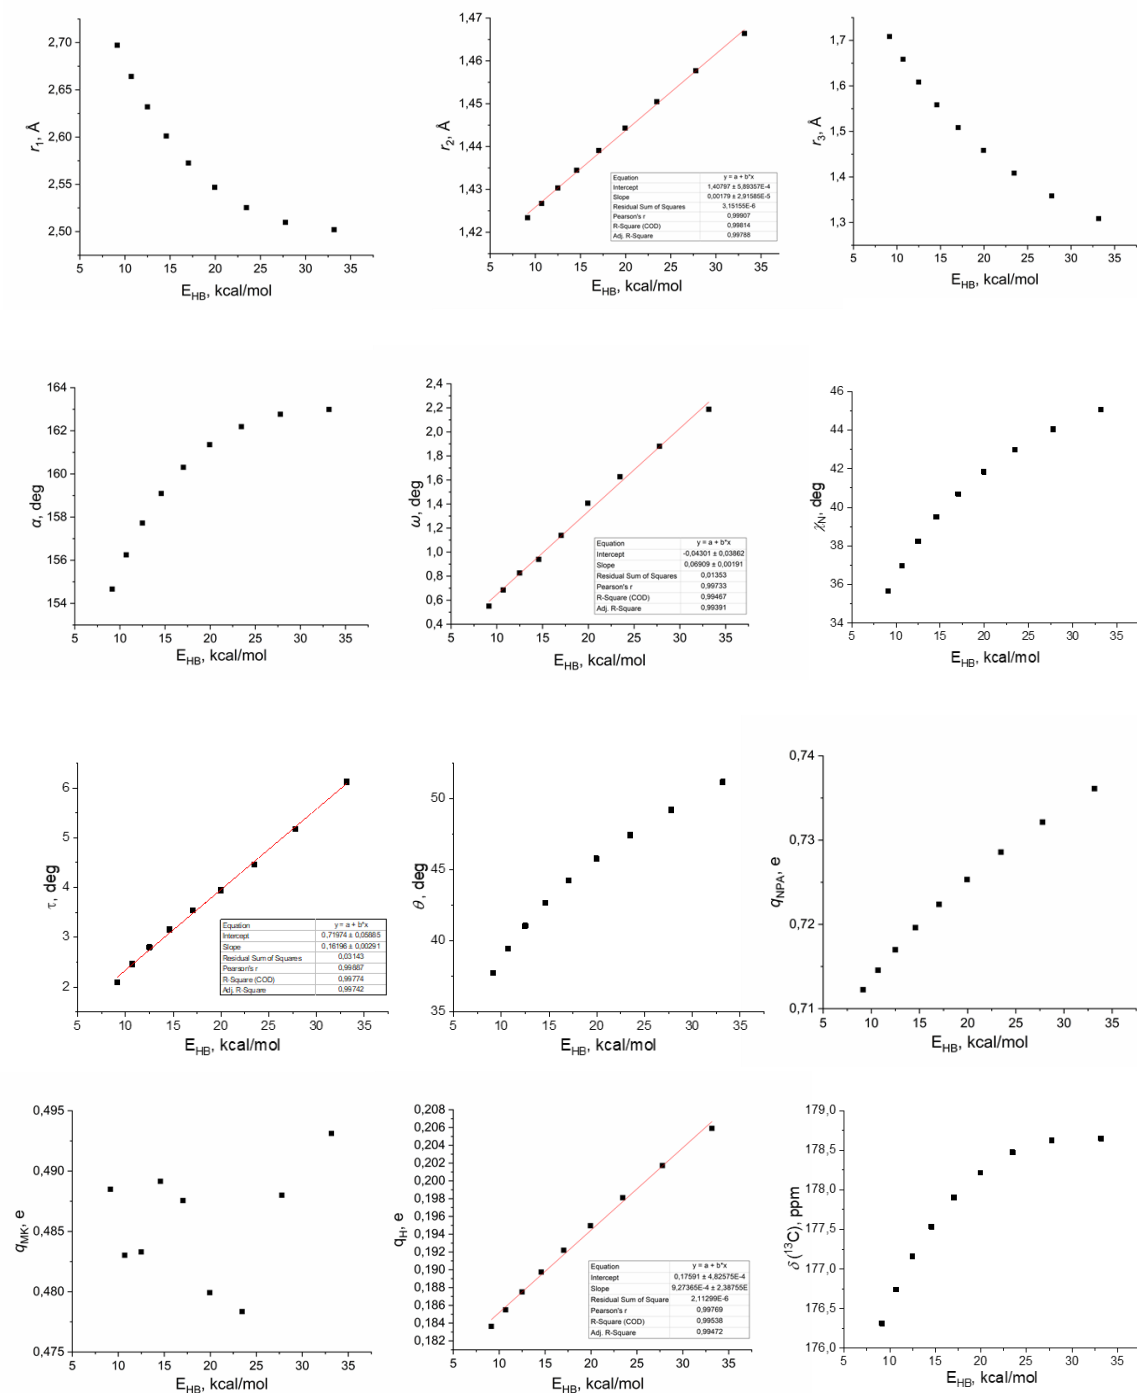 r1, Å
2,70
2,65
2,60
2,55
2,50
5 10 15 20 25 30 35
EHB, kcal/mol
r2, Å
1,47
1,46
1,45
1,44
1,43
1,42
5 10 15 20 25 30 35
EHB, kcal/mol
Equation y = a + b*x
Intercept 1,40797 ± 5,89357E-4
Slope 0,00179 ± 2,91585E-5
Residual Sum of Squares 3,15155E-6
Pearson's r 0,99907
R-Square (COD) 0,99814
Adj. R-Square 0,99788
r3, Å
1,7
1,6
1,5
1,4
1,3
5 10 15 20 25 30 35
EHB, kcal/mol
α, deg
164
162
160
158
156
154
5 10 15 20 25 30 35
EHB, kcal/mol
ω, deg
2,4
2,2
2,0
1,8
1,6
1,4
1,2
1,0
0,8
0,6
0,4
5 10 15 20 25 30 35
EHB, kcal/mol
Equation y = a + b*x
Intercept -0,04301 ± 0,03862
Slope 0,06909 ± 0,00191
Residual Sum of Squares 0,01353
Pearson's r 0,99733
R-Square (COD) 0,99467
Adj. R-Square 0,99391
χN, deg
46
44
42
40
38
36
34
5 10 15 20 25 30 35
EHB, kcal/mol
τ, deg
6
5
4
3
2
5 10 15 20 25 30 35
EHB, kcal/mol
Equation y = a + b*x
Intercept 0,71974 ± 0,05885
Slope 0,16196 ± 0,00291
Residual Sum of Squares 0,03143
Pearson's r 0,99887
R-Square (COD) 0,99774
Adj. R-Square 0,99742
θ, deg
50
45
40
35
5 10 15 20 25 30 35
EHB, kcal/mol
qNPA, e
0,74
0,73
0,72
0,71
5 10 15 20 25 30 35
EHB, kcal/mol
qMK, e
0,495
0,490
0,485
0,480
0,475
5 10 15 20 25 30 35
EHB, kcal/mol
qH, e
0,208
0,206
0,204
0,202
0,200
0,198
0,196
0,194
0,192
0,190
0,188
0,186
0,184
0,182
5 10 15 20 25 30 35
EHB, kcal/mol
Equation y = a + b*x
Intercept 0,17591 ± 4,82575E-4
Slope 9,27365E-4 ± 2,38755E
Residual Sum of Square 2,11299E-6
Pearson's r 0,99769
R-Square (COD) 0,99538
Adj. R-Square 0,99472
δ (13C), ppm
179,0
178,5
178,0
177,5
177,0
176,5
176,0
5 10 15 20 25 30 35
EHB, kcal/mol